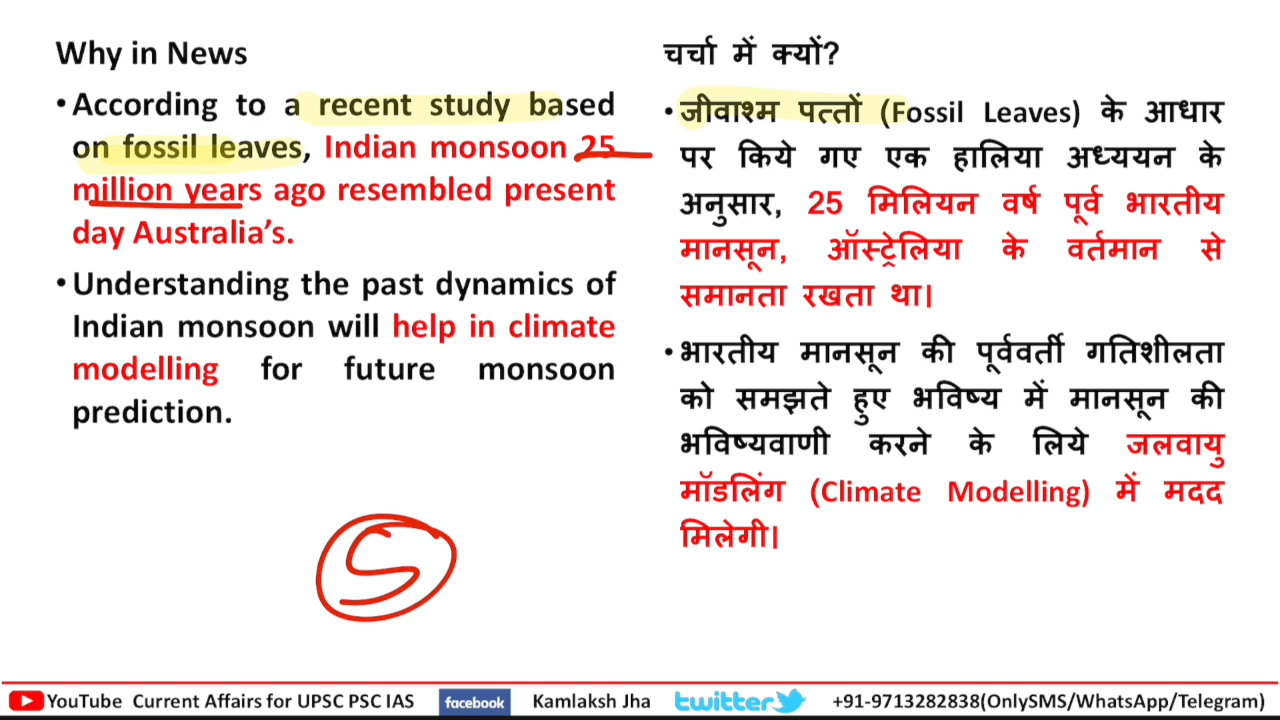 Why in News
•According to a recent study based
on fossil leaves, Indian monsoon 25
million years ago resembled present
day Australia’s.
•Understanding the past dynamics of
Indian monsoon will help in climate
modelling for future monsoon
prediction.
5
चर्चा में क्यों?
•जीवाश्म पत्तों (Fossil Leaves) के आधार
पर किये गए एक हालिया अध्ययन के
अनुसार, 25 मिलियन वर्ष पूर्व भारतीय
मानसून, ऑस्ट्रेलिया के वर्तमान से
समानता रखता था।
•भारतीय मानसून की पूर्ववर्ती गतिशीलता
को समझते हुए भविष्य में मानसून की
भविष्यवाणी करने के लिये जलवायु
मॉडलिंग (Climate Modelling) में मदद
मिलेगी।
YouTube Current Affairs for UPSC PSC IAS facebook Kamlaksh Jha twitter +91-9713282838(OnlySMS/WhatsApp/Telegram)